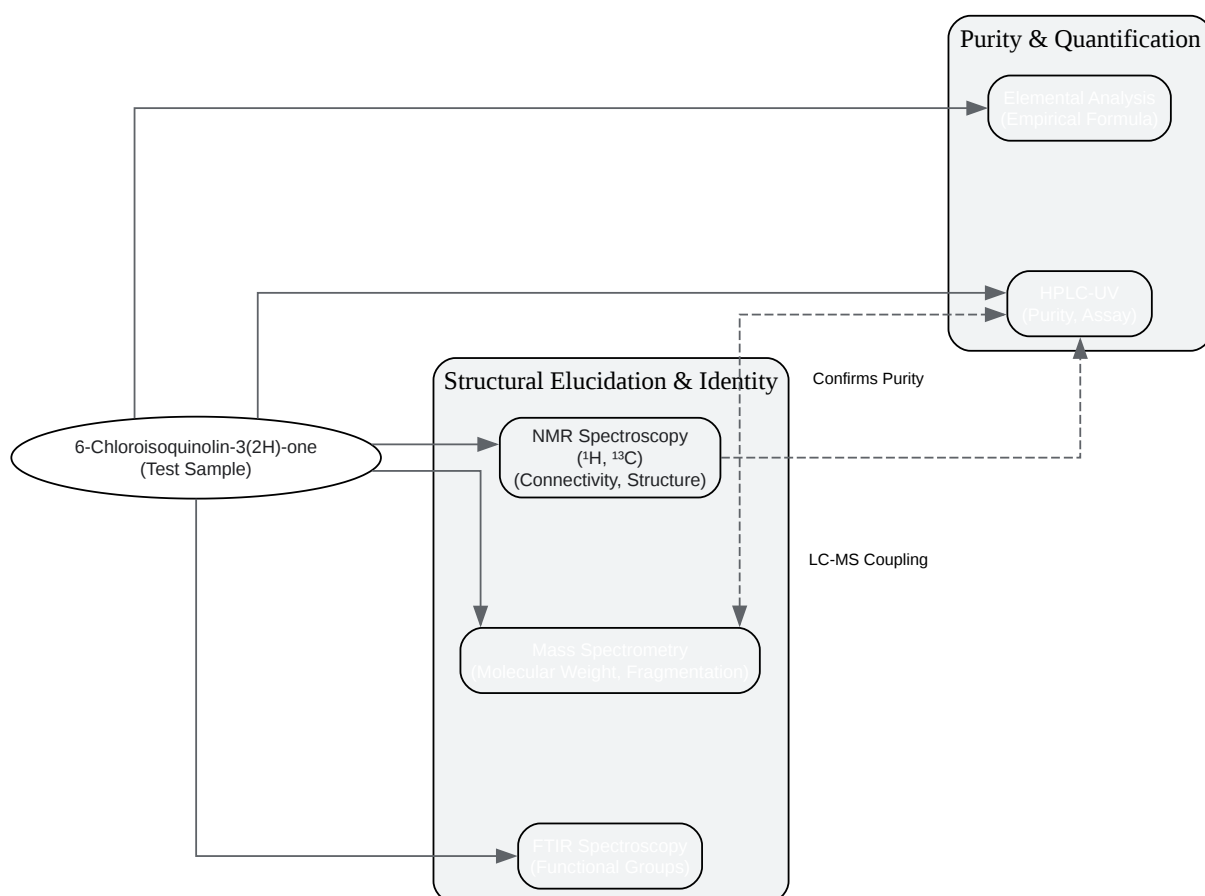 Purity & Quantification
Elemental Analysis
(Empirical Formula)
HPLC-UV
(Purity, Assay)
Structural Elucidation & Identity
Confirms Purity
6-Chloroisoquinolin-3(2H)-one
(Test Sample)
NMR Spectroscopy
(¹H, ¹³C)
(Connectivity, Structure)
LC-MS Coupling
Mass Spectrometry
(Molecular Weight, Fragmentation)
FTIR Spectroscopy
(Functional Groups)